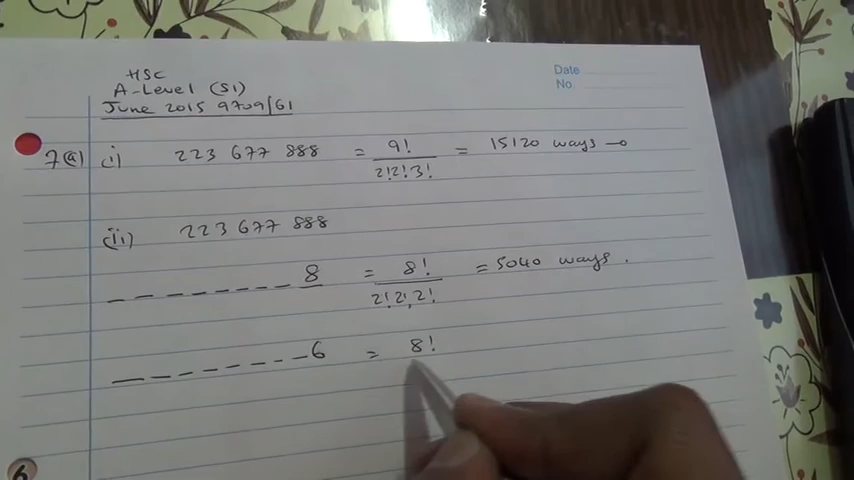 HSC
A-Level (S1)
June 2015 9709/61
Date
No
7(a) (i) 223 677 888 = 9! / 2!2!3! = 15120 ways
(ii) 223 677 888
_ _ _ _ _ _ _ _ 8 = 8! / 2!2!2! = 5040 ways.
_ _ _ _ _ _ _ _ 6 = 8!
6